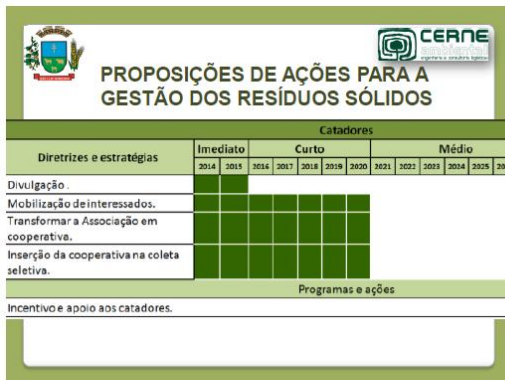 CERNE
ambiental
PROPOSIÇÕES DE AÇÕES PARA A
GESTÃO DOS RESÍDUOS SÓLIDOS
Catadores
Diretrizes e estratégias Imediato Curto Médio
2014 2015 2016 2017 2018 2019 2020 2021 2022 2023 2024 2025 20
Divulgação .
Mobilização de interessados.
Transformar a Associação em
cooperativa.
Inserção da cooperativa na coleta
seletiva.
Programas e ações
Incentivo e apoio aos catadores.